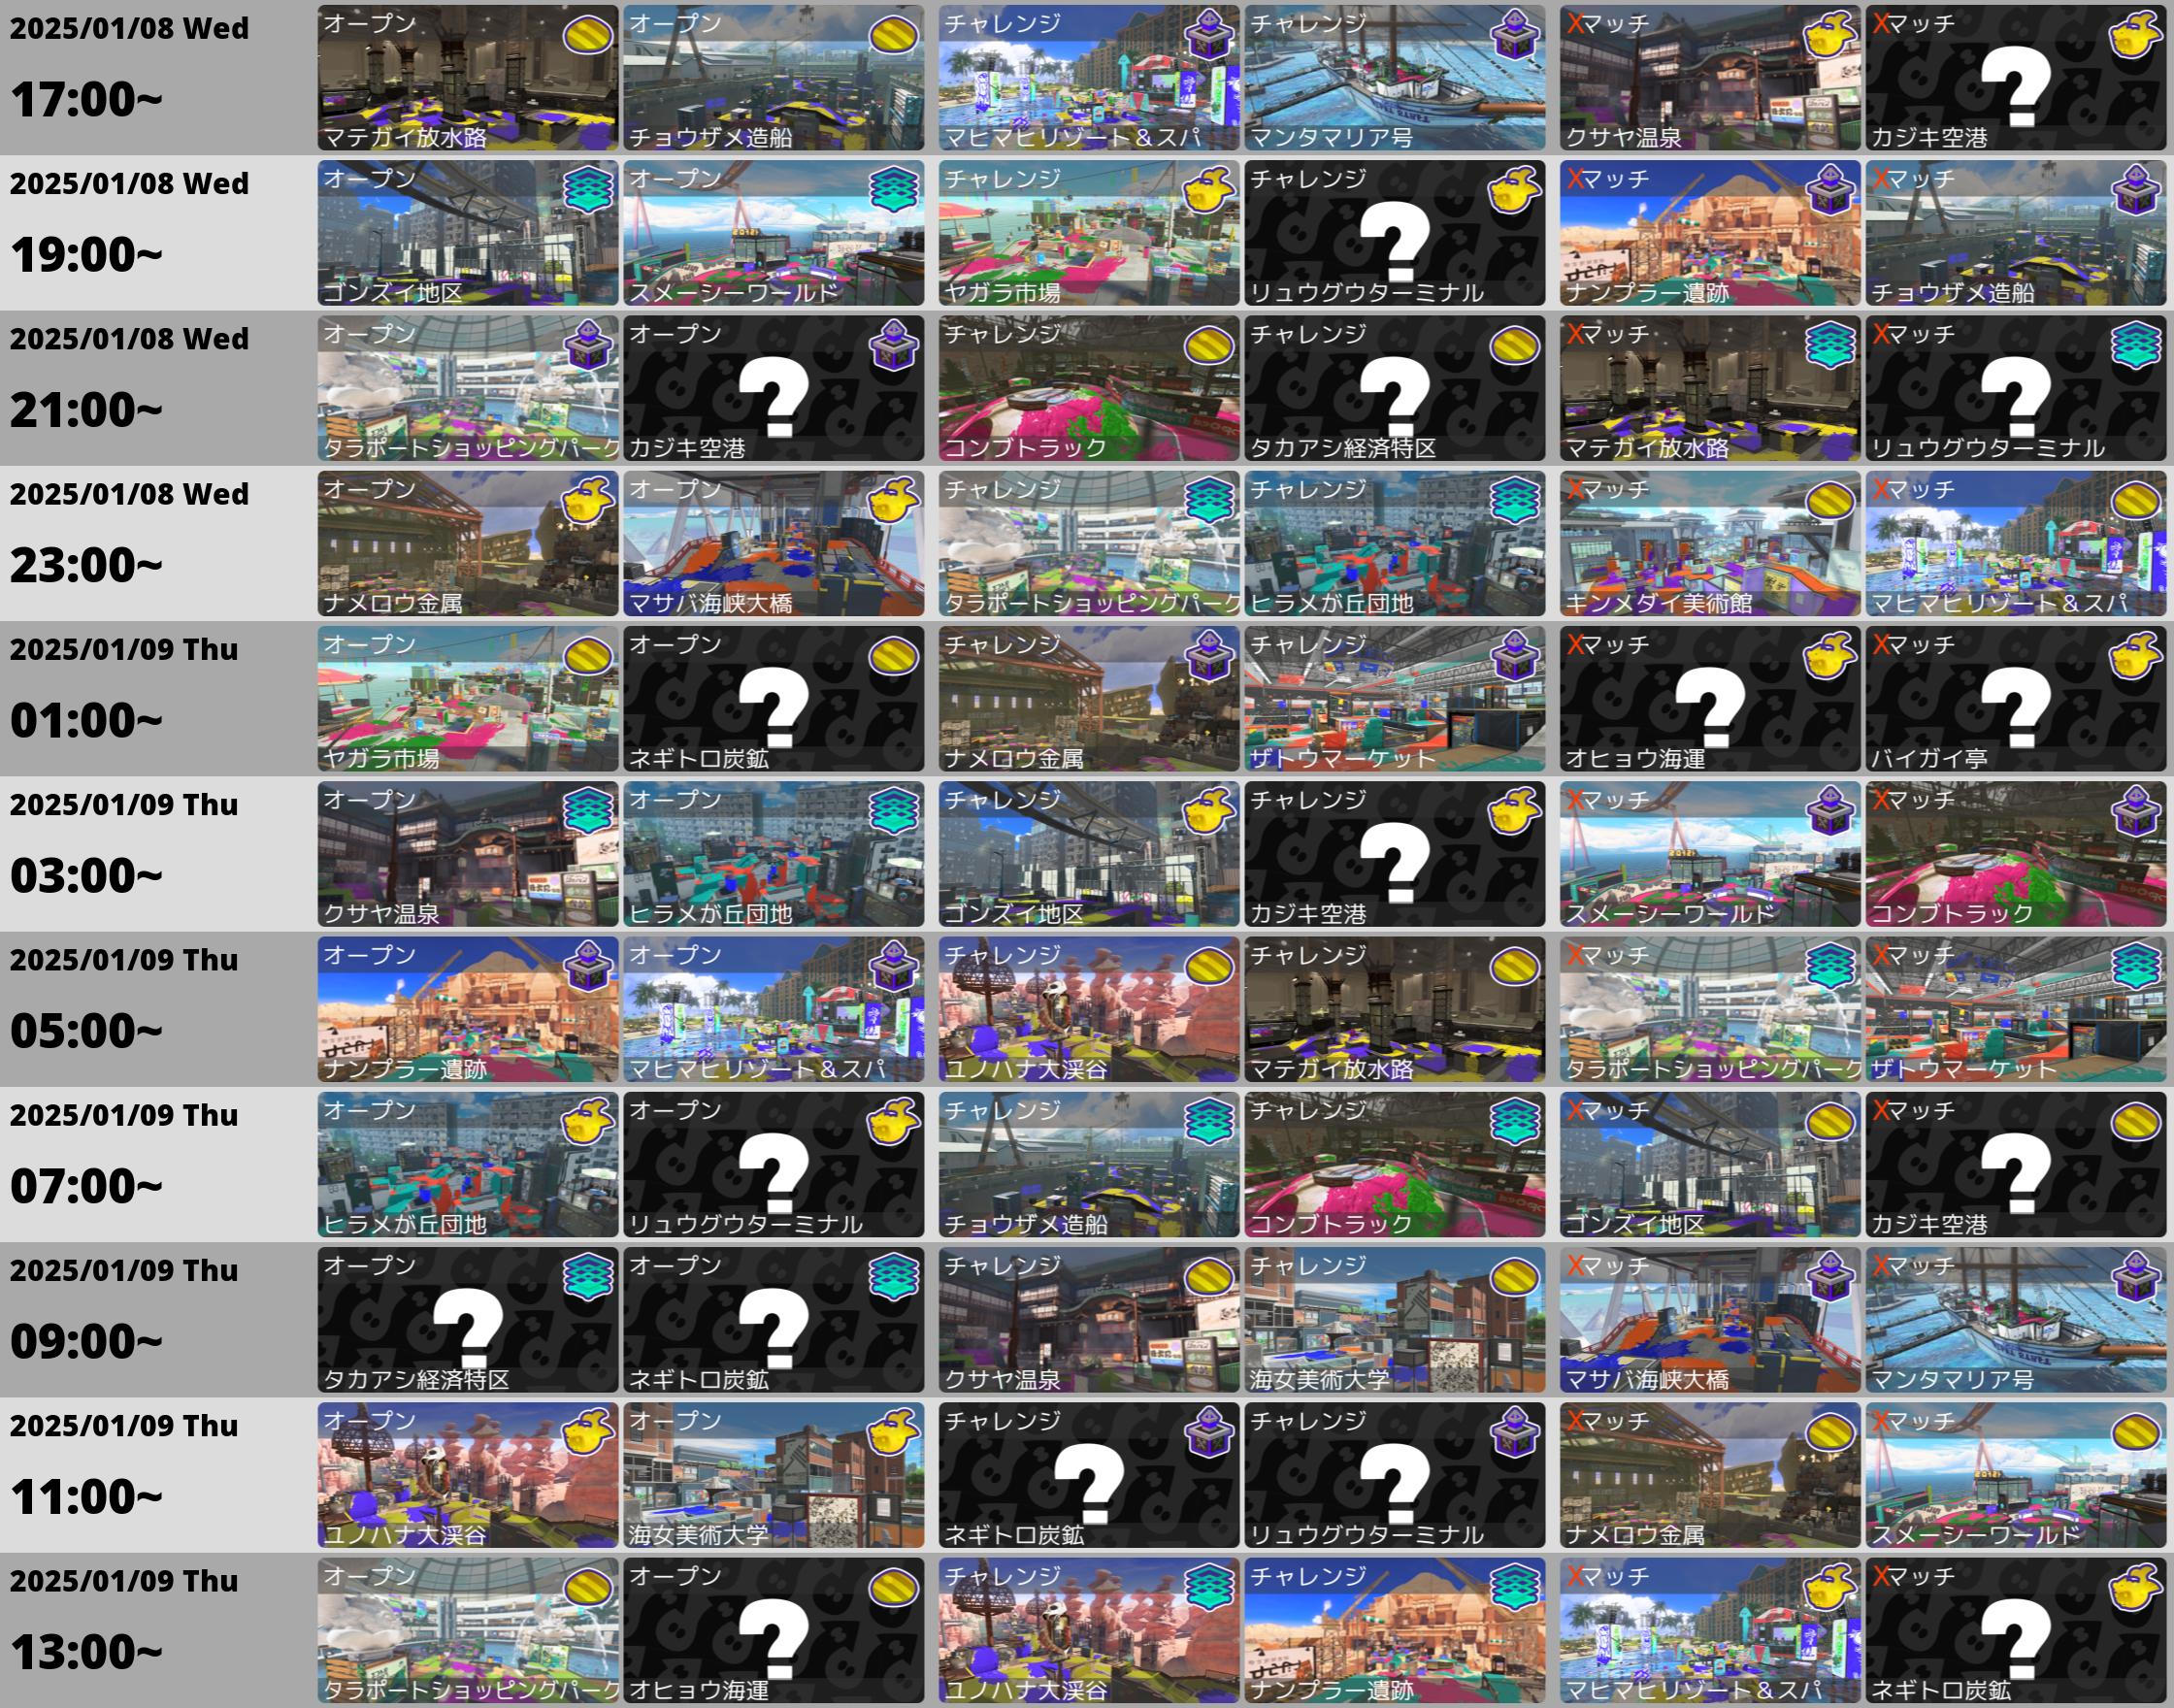 2025/01/08 Wed
17:00~
オープン オープン チャレンジ チャレンジ Xマッチ Xマッチ
マテガイ放水路 チョウザメ造船 マヒマヒリゾート&スパ マンタマリア号 クサヤ温泉 カジキ空港
2025/01/08 Wed
19:00~
オープン オープン チャレンジ チャレンジ Xマッチ Xマッチ
ゴンズイ地区 スメーシーワールド ヤガラ市場 リュウグウターミナル ナンプラー遺跡 チョウザメ造船
2025/01/08 Wed
21:00~
オープン オープン チャレンジ チャレンジ Xマッチ Xマッチ
タラポートショッピングパーク カジキ空港 コンブトラック タカアシ経済特区 マテガイ放水路 リュウグウターミナル
2025/01/08 Wed
23:00~
オープン オープン チャレンジ チャレンジ Xマッチ Xマッチ
ナメロウ金属 マサバ海峡大橋 タラポートショッピングパーク ヒラメが丘団地 キンメダイ美術館 マヒマヒリゾート&スパ
2025/01/09 Thu
01:00~
オープン オープン チャレンジ チャレンジ Xマッチ Xマッチ
ヤガラ市場 ネギトロ炭鉱 ナメロウ金属 ザトウマーケット オヒョウ海運 バイガイ亭
2025/01/09 Thu
03:00~
オープン オープン チャレンジ チャレンジ Xマッチ Xマッチ
クサヤ温泉 ヒラメが丘団地 ゴンズイ地区 カジキ空港 スメーシーワールド コンブトラック
2025/01/09 Thu
05:00~
オープン オープン チャレンジ チャレンジ Xマッチ Xマッチ
ナンプラー遺跡 マヒマヒリゾート&スパ ユノハナ大渓谷 マテガイ放水路 タラポートショッピングパーク ザトウマーケット
2025/01/09 Thu
07:00~
オープン オープン チャレンジ チャレンジ Xマッチ Xマッチ
ヒラメが丘団地 リュウグウターミナル チョウザメ造船 コンブトラック ゴンズイ地区 カジキ空港
2025/01/09 Thu
09:00~
オープン オープン チャレンジ チャレンジ Xマッチ Xマッチ
タカアシ経済特区 ネギトロ炭鉱 クサヤ温泉 海女美術大学 マサバ海峡大橋 マンタマリア号
2025/01/09 Thu
11:00~
オープン オープン チャレンジ チャレンジ Xマッチ Xマッチ
ユノハナ大渓谷 海女美術大学 ネギトロ炭鉱 リュウグウターミナル ナメロウ金属 スメーシーワールド
2025/01/09 Thu
13:00~
オープン オープン チャレンジ チャレンジ Xマッチ Xマッチ
タラポートショッピングパーク オヒョウ海運 ユノハナ大渓谷 ナンプラー遺跡 マヒマヒリゾート&スパ ネギトロ炭鉱